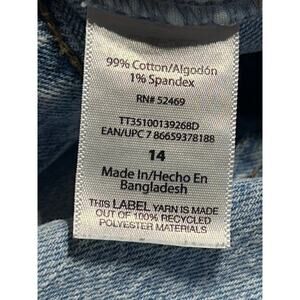 99% Cotton/Algodón
1% Spandex
RN# 52469
TT35100139268D
EAN/UPC 7 86659378188
14
Made in/Hecho En
Bangladesh
THIS LABEL YARN IS MADE
OUT OF 100% RECYCLED
POLYESTER MATERIALS